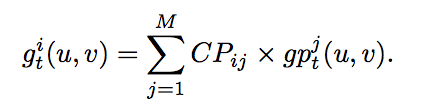 g_t^i(u, v) = \sum_{j=1}^{M} CP_{ij} \times gp_t^j(u, v).